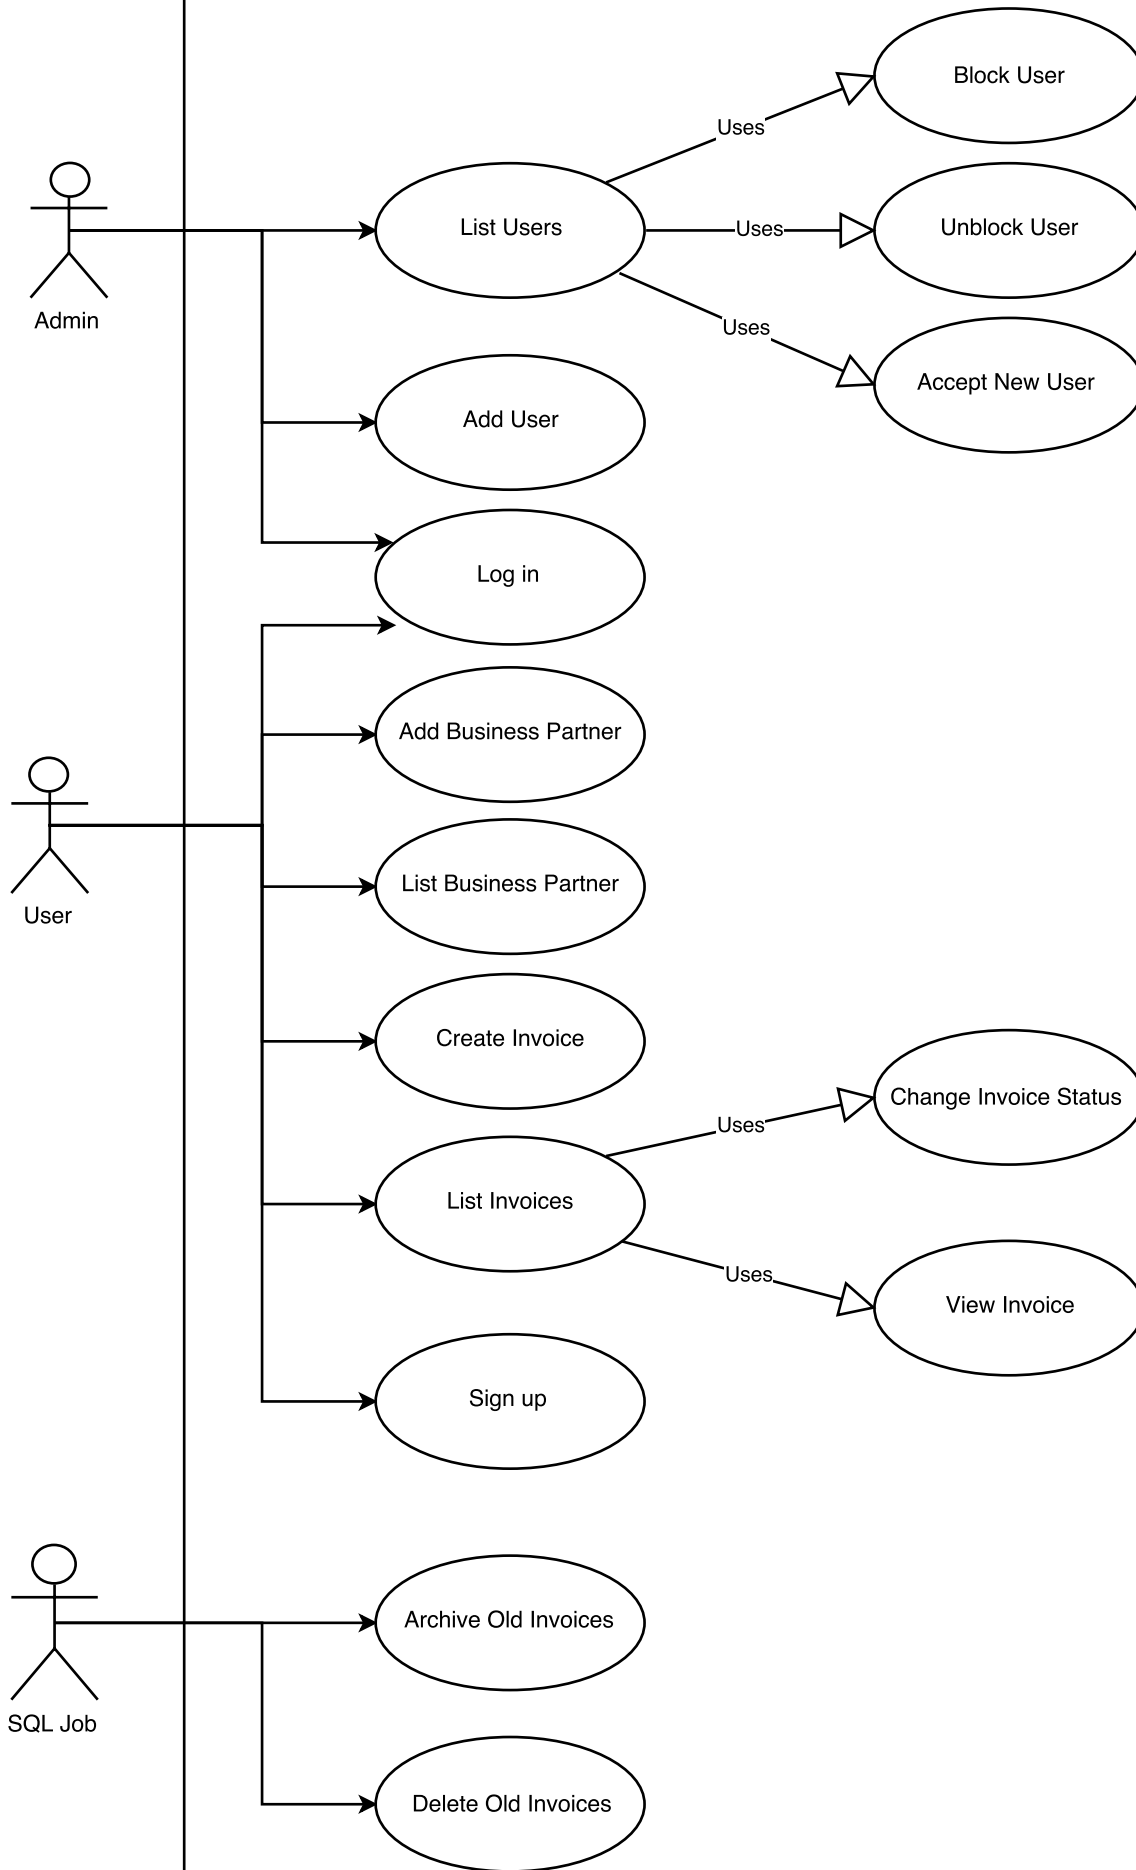 Block User
Uses
List Users
Uses
Unblock User
Admin
Uses
Accept New User
Add User
Log in
Add Business Partner
List Business Partner
User
Create Invoice
Change Invoice Status
Uses
List Invoices
Uses
View Invoice
Sign up
Archive Old Invoices
SQL Job
Delete Old Invoices